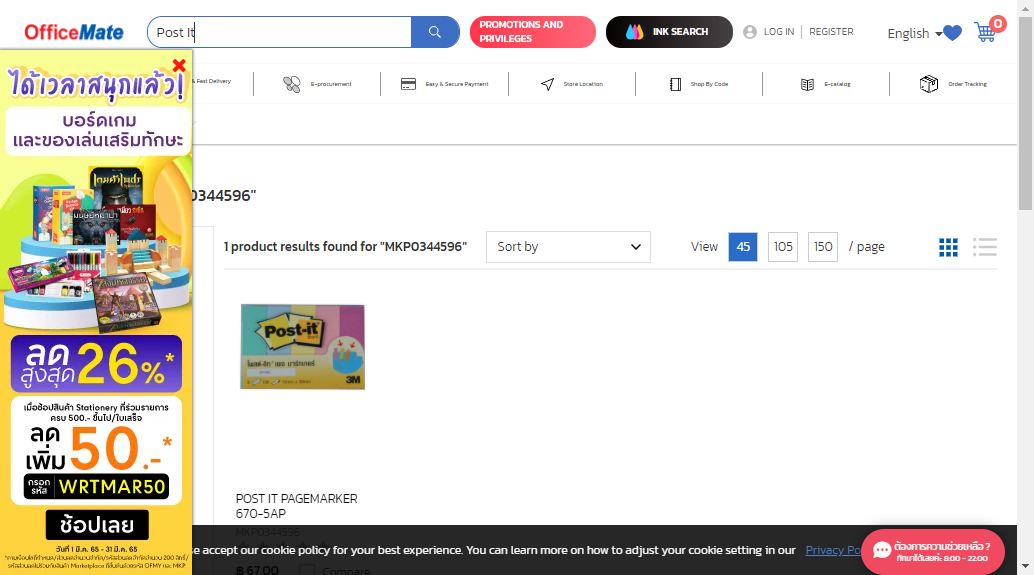 OfficeMate
Post It
PROMOTIONS AND
PRIVILEGES
INK SEARCH
LOG IN
REGISTER
English
0
& Fast Delivery
E-procurement
Easy & Secure Payment
Store Location
Shop By Code
E-catalog
Order Tracking
ได้เวลาสนุกแล้ว!
บอร์ดเกม
และของเล่นเสริมทักษะ
ลด
สูงสุด 26%*
เมื่อช้อปสินค้า Stationery ที่ร่วมรายการ
ครบ 500.- ขึ้นไป/ใบเสร็จ
ลด
เพิ่ม 50.-*
กรอก
รหัส WRTMAR50
ช้อปเลย
วันที่ 1 มี.ค. 65 - 31 มี.ค. 65
0344596"
1 product results found for "MKP0344596"
Sort by
View 45 105 150 / page
Post-it
3M
POST IT PAGEMARKER
670-5AP
MKP0344596
e accept our cookie policy for your best experience. You can learn more on how to adjust your cookie setting in our Privacy Po
฿ 67.00
Compare
ต้องการความช่วยเหลือ ?
ทักมาได้เลยค่ะ 8:00 - 22:00